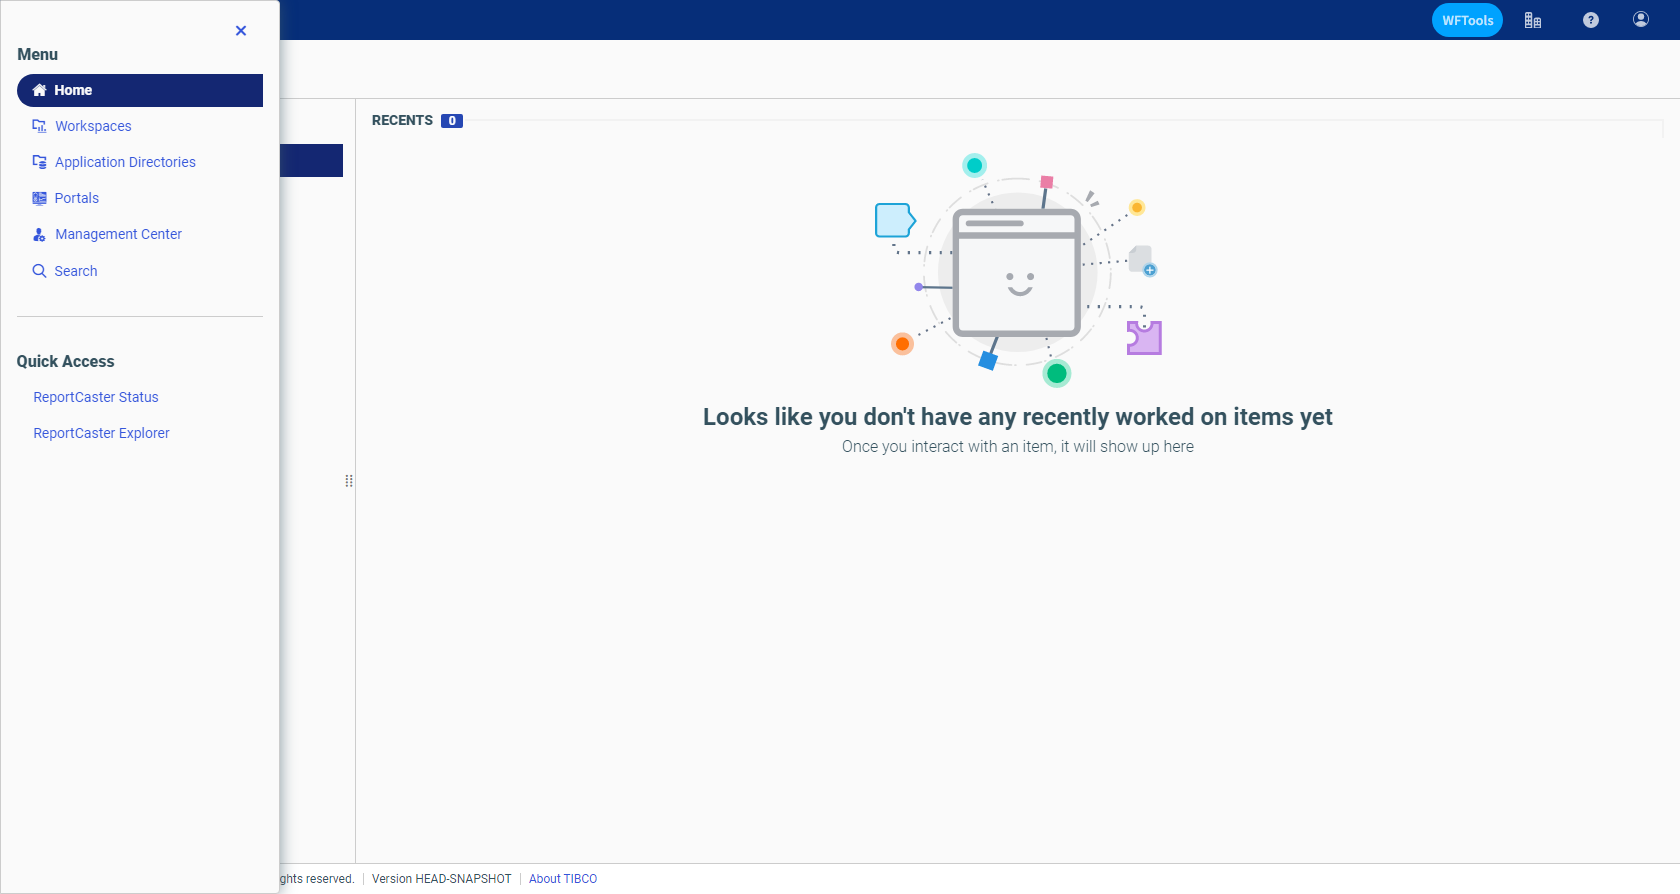 WFTools
Menu
Home
Workspaces
Application Directories
Portals
Management Center
Search
Quick Access
ReportCaster Status
ReportCaster Explorer
RECENTS 0
Looks like you don't have any recently worked on items yet
Once you interact with an item, it will show up here
ghts reserved. Version HEAD-SNAPSHOT About TIBCO